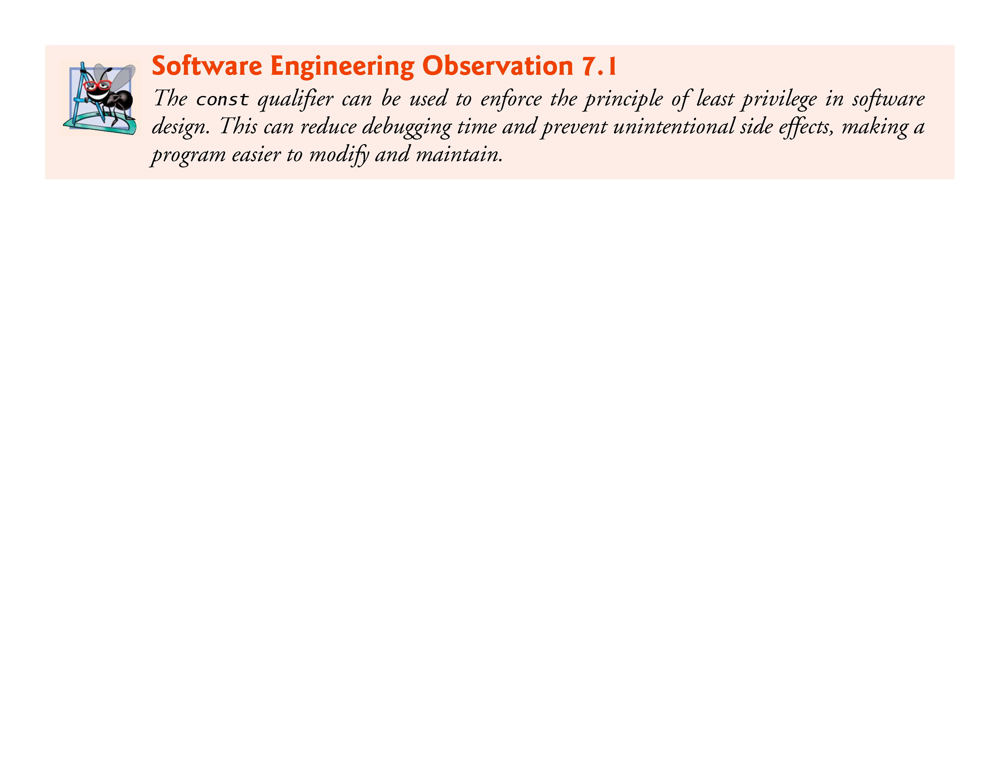 Software Engineering Observation 7.1
The const qualifier can be used to enforce the principle of least privilege in software
design. This can reduce debugging time and prevent unintentional side effects, making a
program easier to modify and maintain.